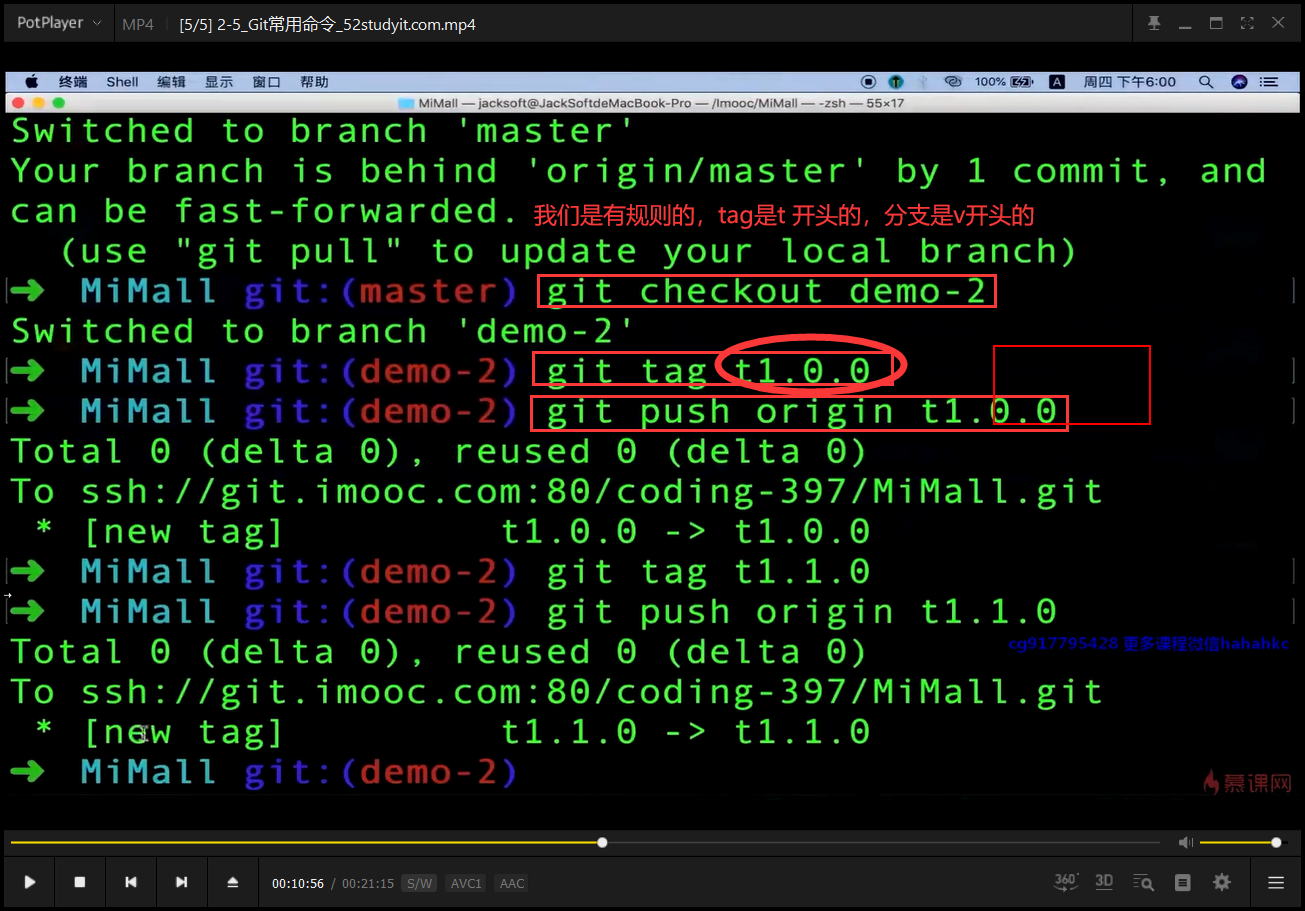 PotPlayer MP4 [5/5] 2-5_Git常用命令_52studyit.com.mp4
终端 Shell 编辑 显示 窗口 帮助 100% A 周四 下午6:00
MiMall — jacksoft@JackSoftdeMacBook-Pro — /Imooc/MiMall — -zsh — 55×17
Switched to branch 'master'
Your branch is behind 'origin/master' by 1 commit, and
can be fast-forwarded.
我们是有规则的，tag是t 开头的，分支是v开头的
(use "git pull" to update your local branch)
➜ MiMall git:(master) git checkout demo-2
Switched to branch 'demo-2'
➜ MiMall git:(demo-2) git tag t1.0.0
➜ MiMall git:(demo-2) git push origin t1.0.0
Total 0 (delta 0), reused 0 (delta 0)
To ssh://git.imooc.com:80/coding-397/MiMall.git
* [new tag] t1.0.0 -> t1.0.0
➜ MiMall git:(demo-2) git tag t1.1.0
➜ MiMall git:(demo-2) git push origin t1.1.0
cg917795428 更多课程微信hahahkc
Total 0 (delta 0), reused 0 (delta 0)
To ssh://git.imooc.com:80/coding-397/MiMall.git
* [new tag] t1.1.0 -> t1.1.0
➜ MiMall git:(demo-2)
慕课网
00:10:56 / 00:21:15 S/W AVC1 AAC 360° 3D